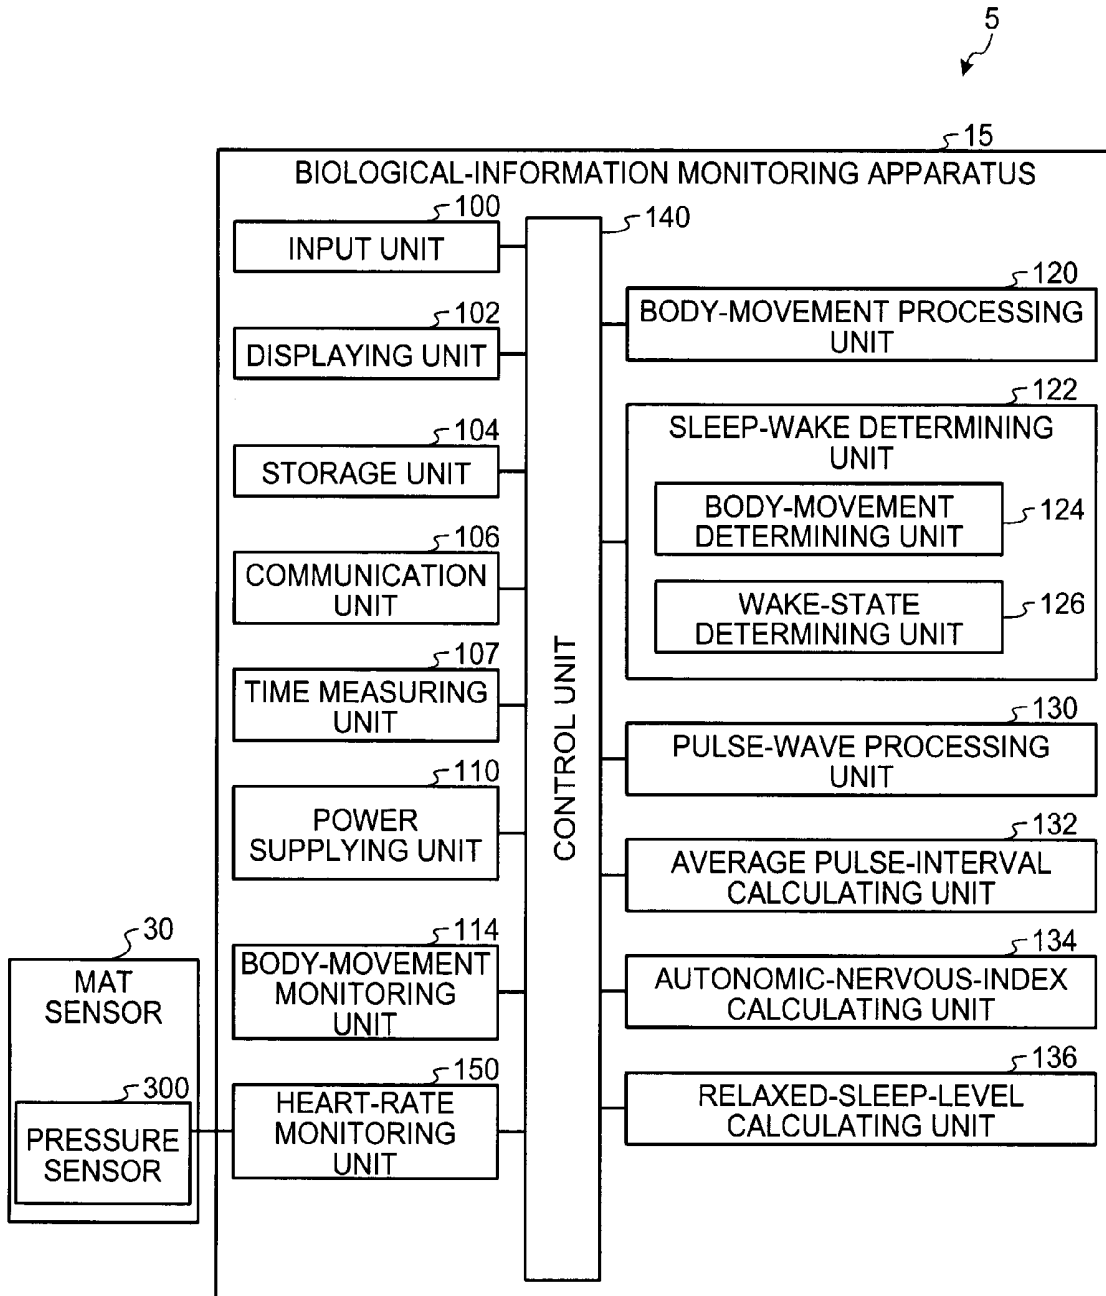 5
15
BIOLOGICAL-INFORMATION MONITORING APPARATUS
100
INPUT UNIT
102
DISPLAYING UNIT
104
STORAGE UNIT
106
COMMUNICATION
UNIT
107
TIME MEASURING
UNIT
110
POWER
SUPPLYING UNIT
114
BODY-MOVEMENT
MONITORING
UNIT
150
HEART-RATE
MONITORING
UNIT
30
MAT
SENSOR
300
PRESSURE
SENSOR
140
CONTROL UNIT
120
BODY-MOVEMENT PROCESSING
UNIT
122
SLEEP-WAKE DETERMINING
UNIT
BODY-MOVEMENT
DETERMINING UNIT
124
WAKE-STATE
DETERMINING UNIT
126
130
PULSE-WAVE PROCESSING
UNIT
132
AVERAGE PULSE-INTERVAL
CALCULATING UNIT
134
AUTONOMIC-NERVOUS-INDEX
CALCULATING UNIT
136
RELAXED-SLEEP-LEVEL
CALCULATING UNIT